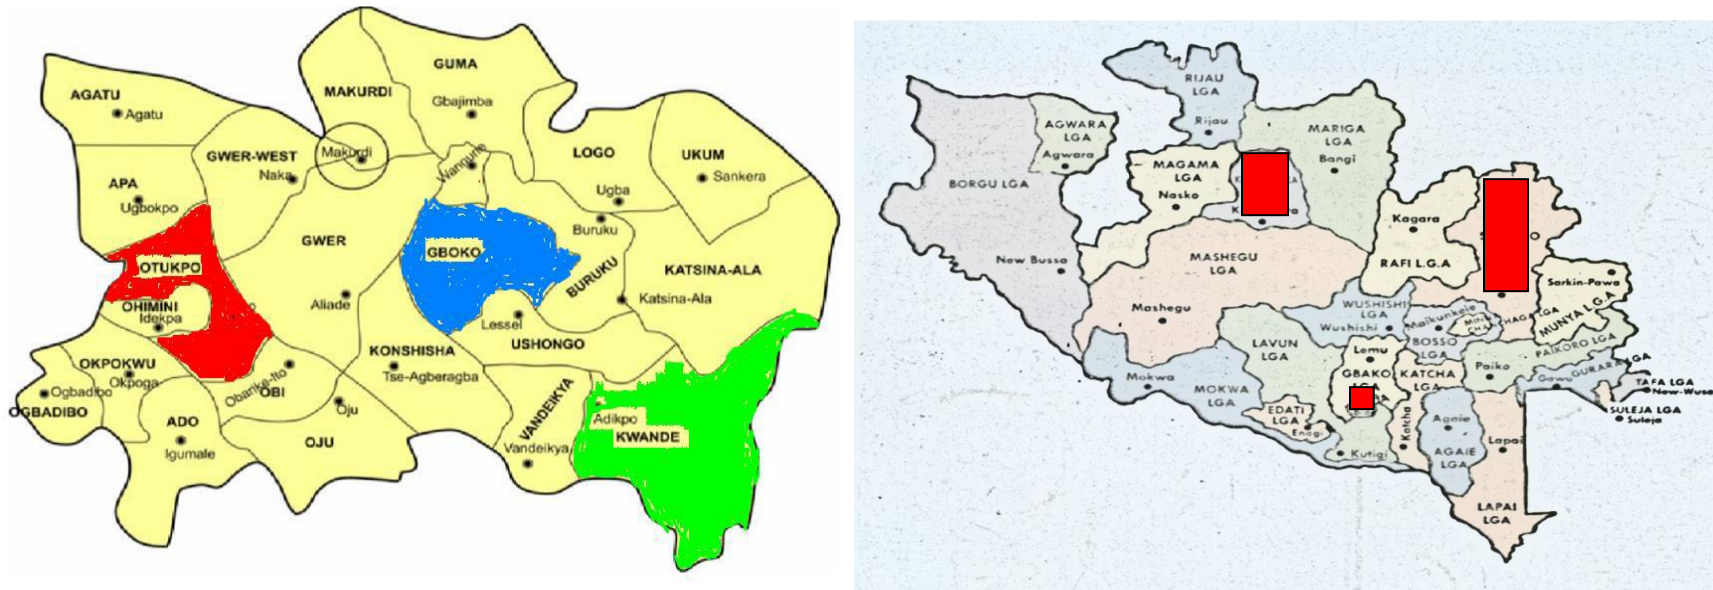 AGATU
Agatu
APA
Ugbokpo
GWER-WEST
Naka
MAKURDI
Makurdi
GUMA
Gbajimba
LOGO
Ugba
UKUM
Sankera
OTUKPO
OHIMINI
Idekpa
GWER
Aliade
GBOKO
Buruku
BURUKU
KATSINA-ALA
Katsina-Ala
Lessel
USHONGO
KONSHISHA
Tse-Agberagba
OKPOKWU
Okpoga
Ogbadibo
OGBADIBO
ADO
Igumale
Obarike-Ito
OBI
Oju
OJU
VANDEIKYA
Vandeikya
Adikpo
KWANDE
RIJAU
LGA
Rijau
AGWARA
LGA
Agwara
BORGU LGA
New Bussa
MAGAMA
LGA
Nasko
MARIGA
LGA
Bangi
Kagara
RAFI L.G.A
MASHEGU
LGA
Mashegu
Sarkin-Pawa
MUNYA L.G.A
WUSHISHI
LGA
Wushishi
Maikunkele
BOSSO
LGA
PAIKORO LGA
Paiko
LAVUN
LGA
Lemu
GBAKO
KATCHA
LGA
Katcha
Mokwa
MOKWA
LGA
EDATI
LGA
Enagi
Kutigi
Agaie
AGAIE
LGA
Lapai
LAPAI
LGA
Gawu
GURARA LGA
TAFA LGA
SULEJA LGA
Suleja